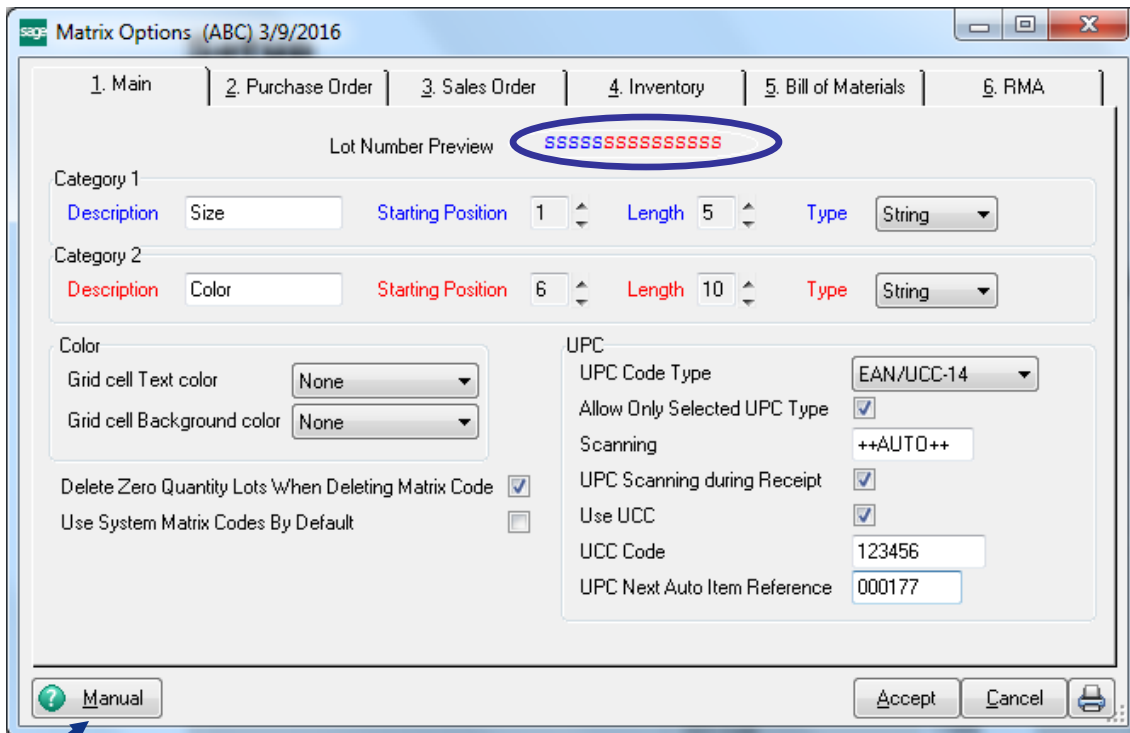 sage Matrix Options (ABC) 3/9/2016
1. Main 2. Purchase Order 3. Sales Order 4. Inventory 5. Bill of Materials 6. RMA
Lot Number Preview SSSSSSSSSSSSSSS
Category 1
Description Size Starting Position 1 Length 5 Type String
Category 2
Description Color Starting Position 6 Length 10 Type String
Color
Grid cell Text color None
Grid cell Background color None
Delete Zero Quantity Lots When Deleting Matrix Code
Use System Matrix Codes By Default
UPC
UPC Code Type EAN/UCC-14
Allow Only Selected UPC Type
Scanning ++AUTO++
UPC Scanning during Receipt
Use UCC
UCC Code 123456
UPC Next Auto Item Reference 000177
? Manual Accept Cancel